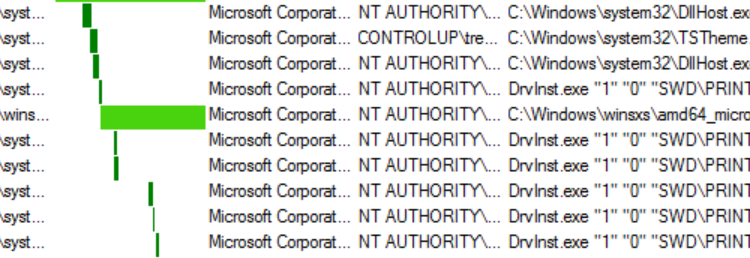 \syst... Microsoft Corporat... NT AUTHORITY\... C:\Windows\system32\DllHost.ex
\syst... Microsoft Corporat... CONTROLUP\tre... C:\Windows\system32\TSTheme.
\syst... Microsoft Corporat... NT AUTHORITY\... C:\Windows\system32\DllHost.ex
\syst... Microsoft Corporat... NT AUTHORITY\... DrvInst.exe "1" "0" "SWD\PRINT
\wins... Microsoft Corporat... NT AUTHORITY\... C:\Windows\winsxs\amd64_micro
\syst... Microsoft Corporat... NT AUTHORITY\... DrvInst.exe "1" "0" "SWD\PRINT
\syst... Microsoft Corporat... NT AUTHORITY\... DrvInst.exe "1" "0" "SWD\PRINT
\syst... Microsoft Corporat... NT AUTHORITY\... DrvInst.exe "1" "0" "SWD\PRINT
\syst... Microsoft Corporat... NT AUTHORITY\... DrvInst.exe "1" "0" "SWD\PRINT
\syst... Microsoft Corporat... NT AUTHORITY\... DrvInst.exe "1" "0" "SWD\PRINT